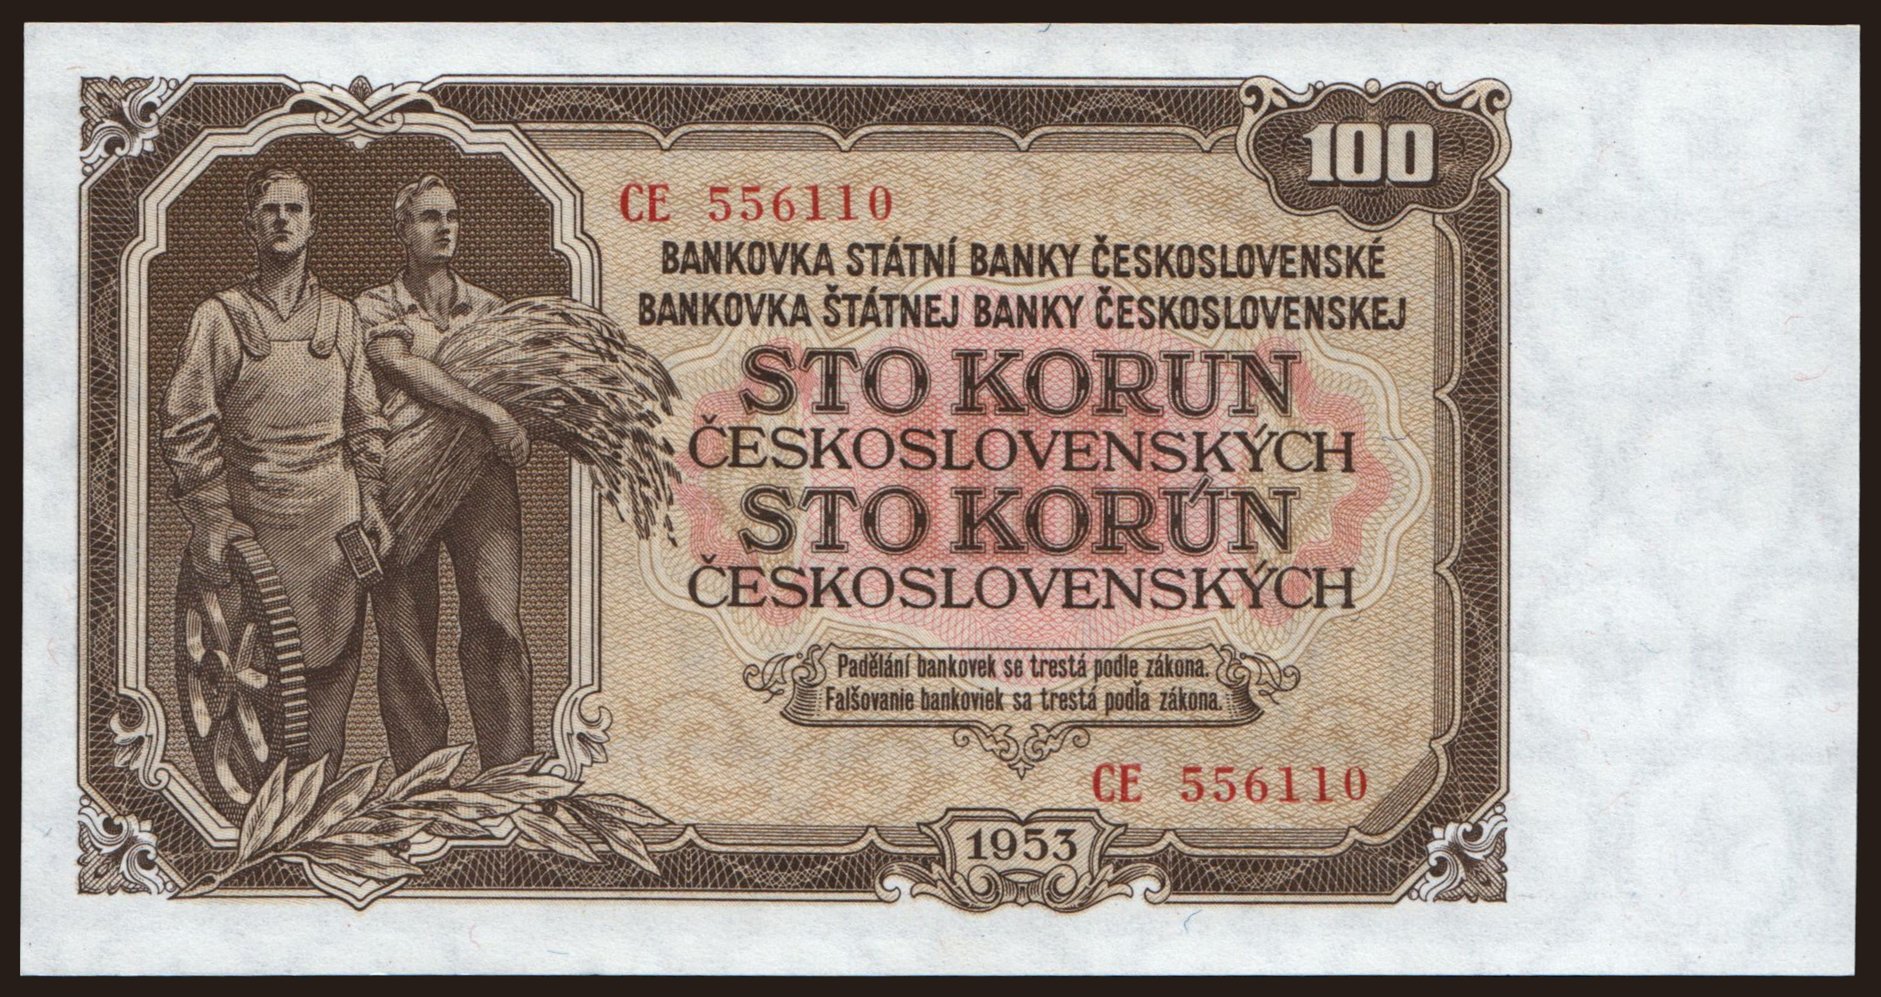 100
CE 556110
BANKOVKA STÁTNÍ BANKY ČESKOSLOVENSKÉ
BANKOVKA ŠTÁTNEJ BANKY ČESKOSLOVENSKEJ
STO KORUN
ČESKOSLOVENSKÝCH
STO KORÚN
ČESKOSLOVENSKÝCH
Padělání bankovek se trestá podle zákona.
Falšovanie bankoviek sa trestá podľa zákona.
CE 556110
1953